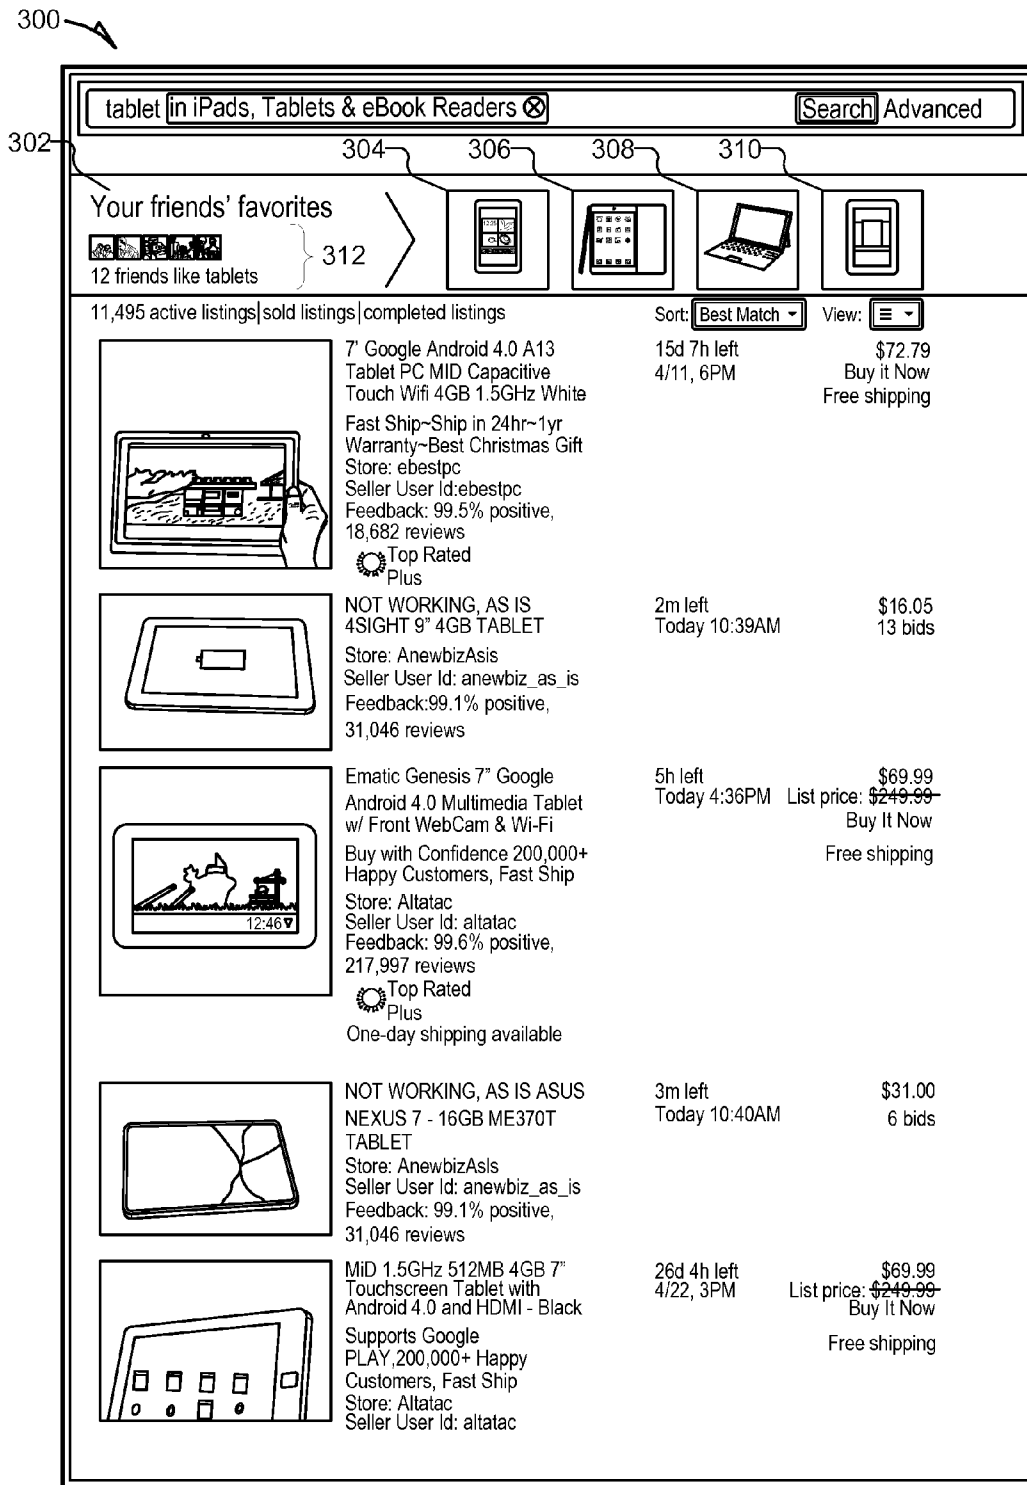 300
tablet in iPads, Tablets & eBook Readers Search Advanced
302 304 306 308 310
Your friends' favorites
312
12 friends like tablets
11,495 active listings|sold listings|completed listings Sort: Best Match View:
7' Google Android 4.0 A13 15d 7h left $72.79
Tablet PC MID Capacitive 4/11, 6PM Buy it Now
Touch Wifi 4GB 1.5GHz White Free shipping
Fast Ship~Ship in 24hr~1yr
Warranty~Best Christmas Gift
Store: ebestpc
Seller User Id:ebestpc
Feedback: 99.5% positive,
18,682 reviews
Top Rated
Plus
NOT WORKING, AS IS 2m left $16.05
4SIGHT 9" 4GB TABLET Today 10:39AM 13 bids
Store: AnewbizAsis
Seller User Id: anewbiz_as_is
Feedback:99.1% positive,
31,046 reviews
Ematic Genesis 7" Google 5h left $69.99
Android 4.0 Multimedia Tablet Today 4:36PM List price: $249.99
w/ Front WebCam & Wi-Fi Buy It Now
Buy with Confidence 200,000+ Free shipping
Happy Customers, Fast Ship
Store: Altatac
Seller User Id: altatac
12:46
Feedback: 99.6% positive,
217,997 reviews
Top Rated
Plus
One-day shipping available
NOT WORKING, AS IS ASUS 3m left $31.00
NEXUS 7 - 16GB ME370T Today 10:40AM 6 bids
TABLET
Store: AnewbizAsIs
Seller User Id: anewbiz_as_is
Feedback: 99.1% positive,
31,046 reviews
MiD 1.5GHz 512MB 4GB 7" 26d 4h left $69.99
Touchscreen Tablet with 4/22, 3PM List price: $249.99
Android 4.0 and HDMI - Black Buy It Now
Supports Google Free shipping
PLAY,200,000+ Happy
Customers, Fast Ship
Store: Altatac
Seller User Id: altatac